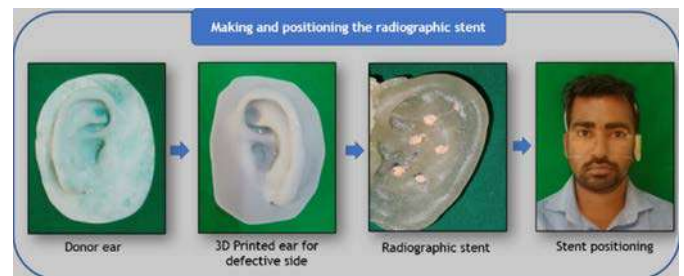 Making and positioning the radiographic stent
Donor ear
3D Printed ear for
defective side
Radiographic stent
Stent positioning